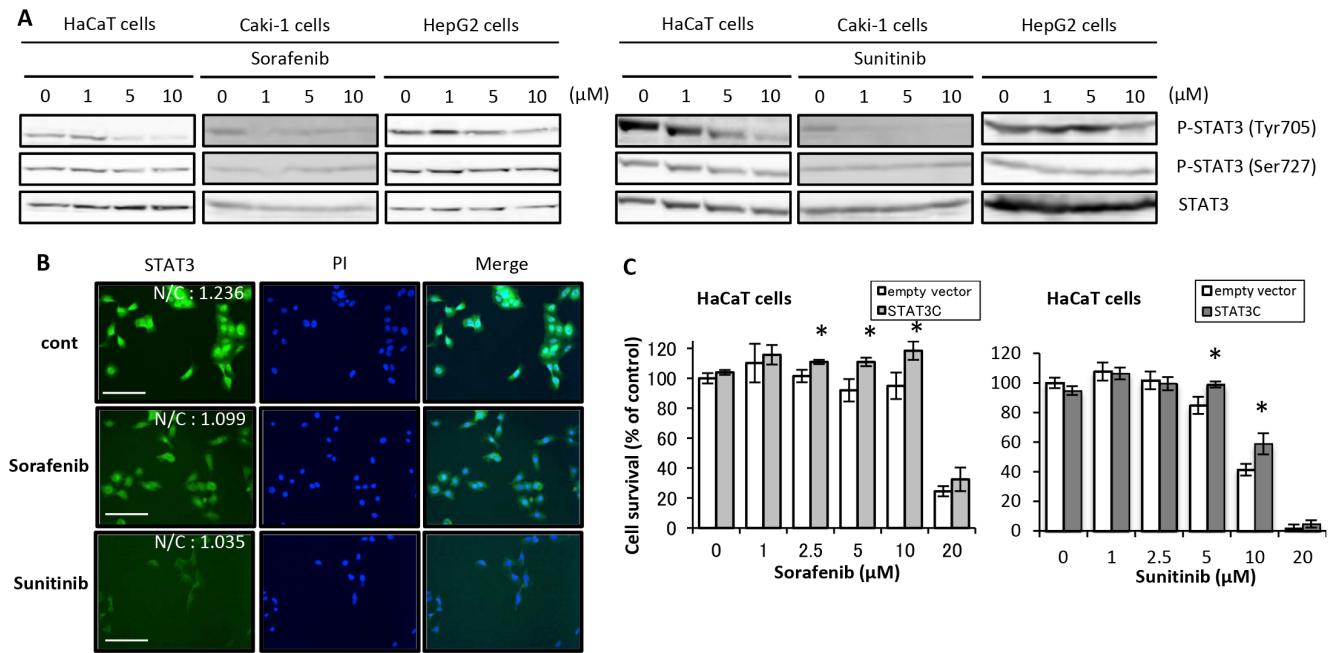 A
HaCaT cells Caki-1 cells HepG2 cells HaCaT cells Caki-1 cells HepG2 cells
Sorafenib Sunitinib
0 1 5 10 0 1 5 10 0 1 5 10 (μM) 0 1 5 10 0 1 5 10 0 1 5 10 (μM)
P-STAT3 (Tyr705)
P-STAT3 (Ser727)
STAT3
B
STAT3 PI Merge
cont
N/C : 1.236
Sorafenib
N/C : 1.099
Sunitinib
N/C : 1.035
C
HaCaT cells
empty vector
STAT3C
* * *
Cell survival (% of control)
120
100
80
60
40
20
0
0 1 2.5 5 10 20
Sorafenib (μM)
HaCaT cells
empty vector
STAT3C
* *
120
100
80
60
40
20
0
0 1 2.5 5 10 20
Sunitinib (μM)